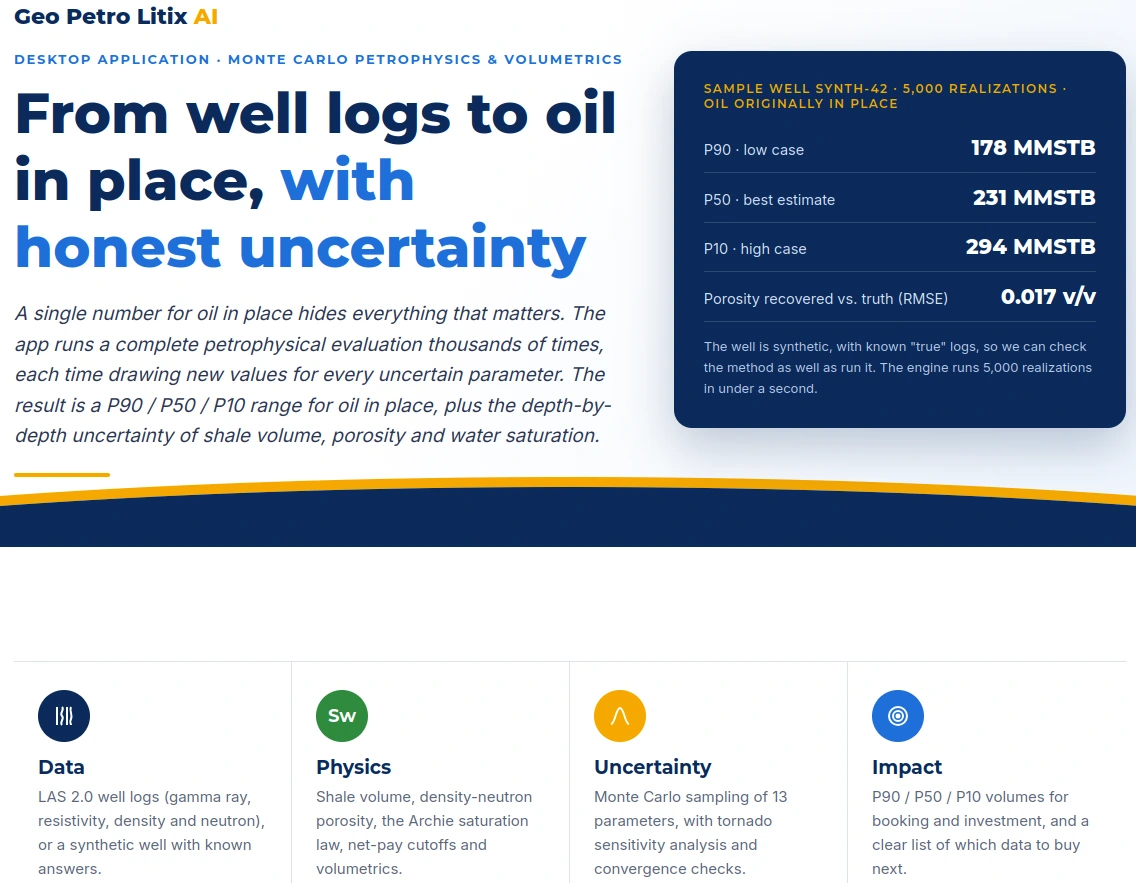 Geo Petro Litix AI
DESKTOP APPLICATION · MONTE CARLO PETROPHYSICS & VOLUMETRICS
From well logs to oil
in place, with
honest uncertainty
A single number for oil in place hides everything that matters. The
app runs a complete petrophysical evaluation thousands of times,
each time drawing new values for every uncertain parameter. The
result is a P90 / P50 / P10 range for oil in place, plus the depth-by-
depth uncertainty of shale volume, porosity and water saturation.
SAMPLE WELL SYNTH-42 · 5,000 REALIZATIONS ·
OIL ORIGINALLY IN PLACE
P90 · low case 178 MMSTB
P50 · best estimate 231 MMSTB
P10 · high case 294 MMSTB
Porosity recovered vs. truth (RMSE) 0.017 v/v
The well is synthetic, with known "true" logs, so we can check
the method as well as run it. The engine runs 5,000 realizations
in under a second.
Data
LAS 2.0 well logs (gamma ray,
resistivity, density and neutron),
or a synthetic well with known
answers.
Sw
Physics
Shale volume, density-neutron
porosity, the Archie saturation
law, net-pay cutoffs and
volumetrics.
Uncertainty
Monte Carlo sampling of 13
parameters, with tornado
sensitivity analysis and
convergence checks.
Impact
P90 / P50 / P10 volumes for
booking and investment, and a
clear list of which data to buy
next.